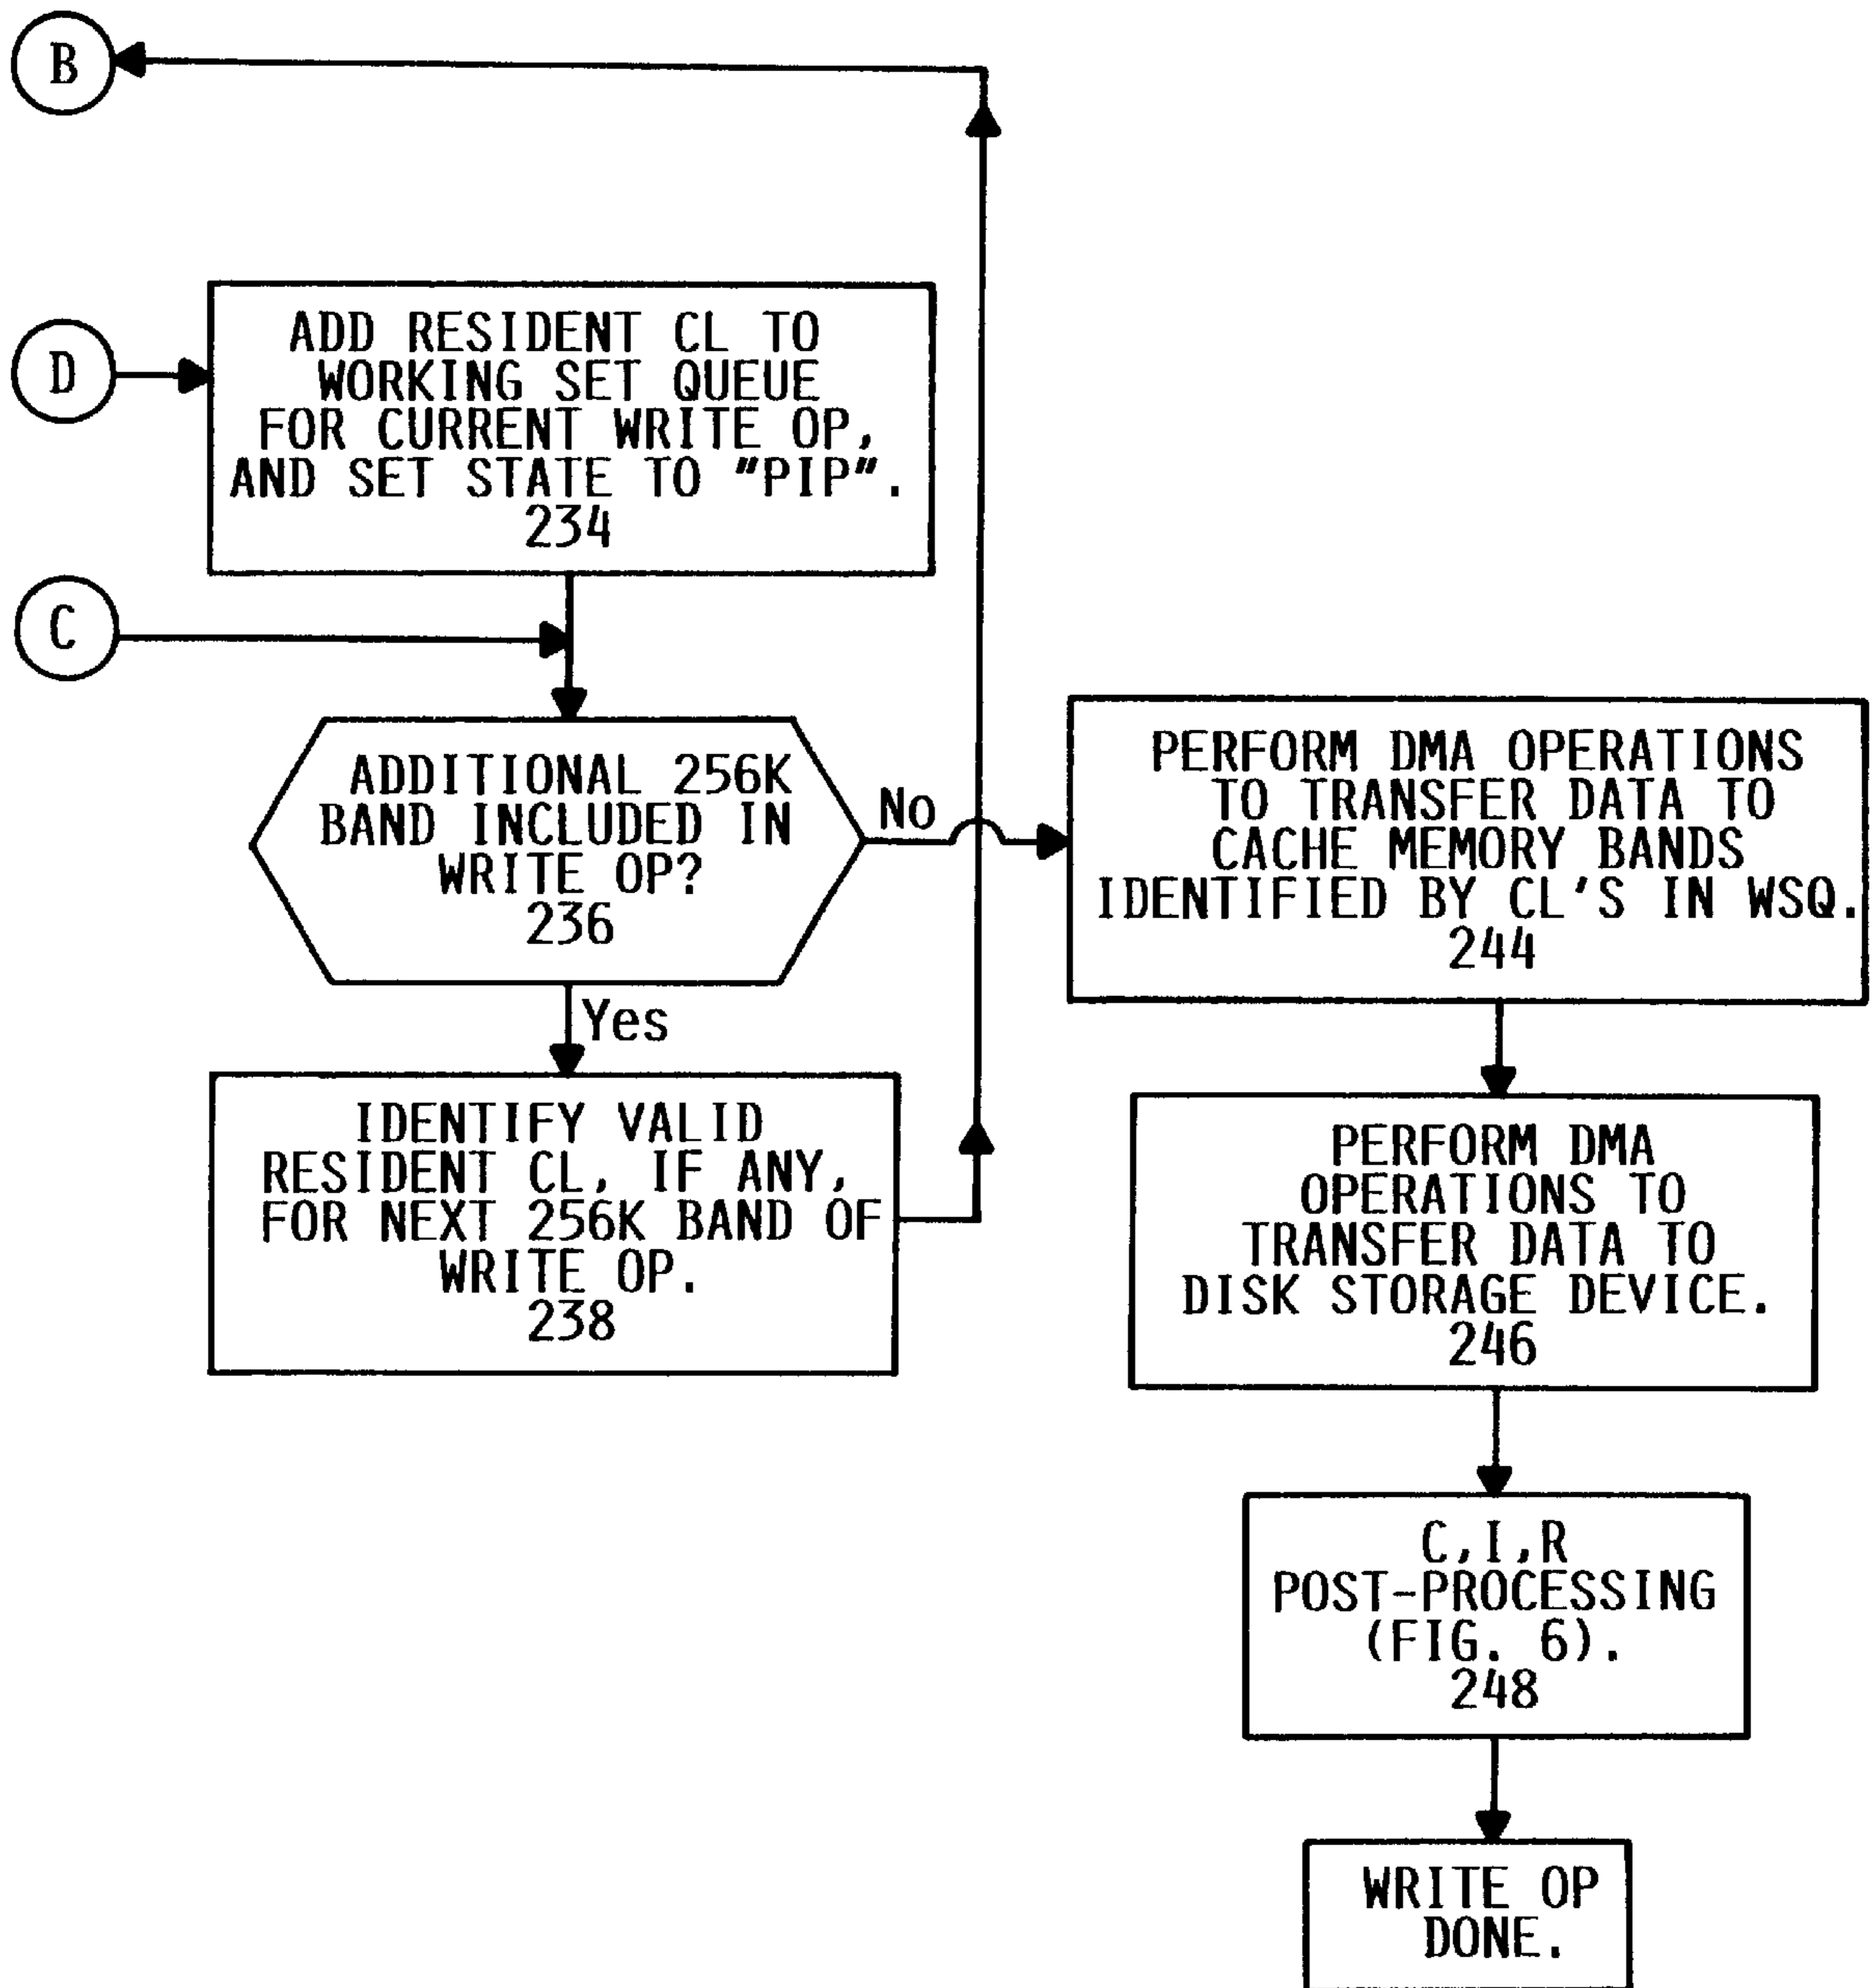 B
D
ADD RESIDENT CL TO
WORKING SET QUEUE
FOR CURRENT WRITE OP,
AND SET STATE TO "PIP".
234
C
ADDITIONAL 256K
BAND INCLUDED IN
WRITE OP?
236
No
Yes
IDENTIFY VALID
RESIDENT CL, IF ANY,
FOR NEXT 256K BAND OF
WRITE OP.
238
PERFORM DMA OPERATIONS
TO TRANSFER DATA TO
CACHE MEMORY BANDS
IDENTIFIED BY CL'S IN WSQ.
244
PERFORM DMA
OPERATIONS TO
TRANSFER DATA TO
DISK STORAGE DEVICE.
246
C,I,R
POST-PROCESSING
(FIG. 6).
248
WRITE OP
DONE.